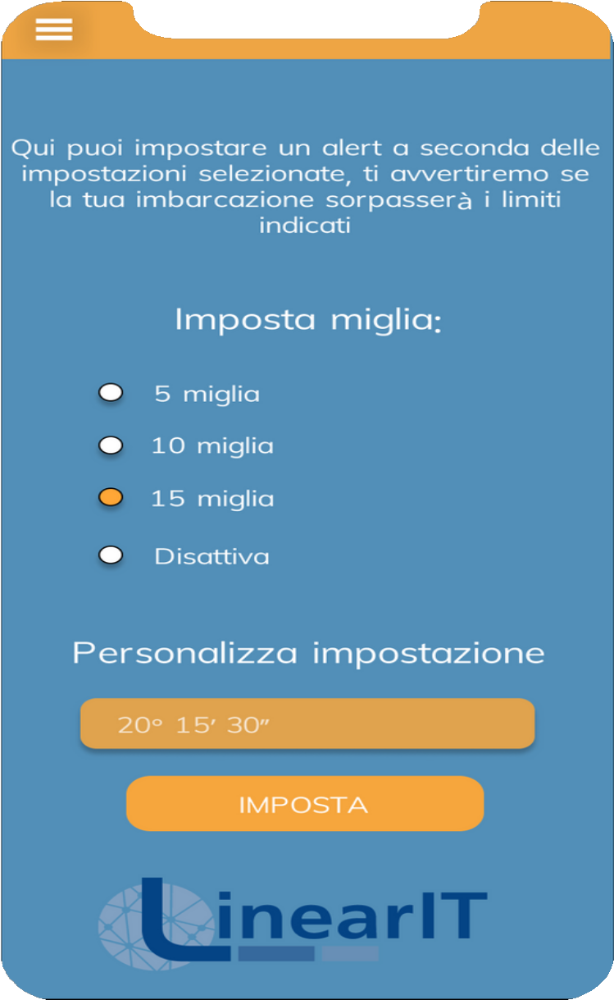 Qui puoi impostare un alert a seconda delle
impostazioni selezionate, ti avvertiremo se
la tua imbarcazione sorpasserà i limiti
indicati
Imposta miglia:
5 miglia
10 miglia
15 miglia
Disattiva
Personalizza impostazione
20° 15′ 30″
IMPOSTA
LinearIT